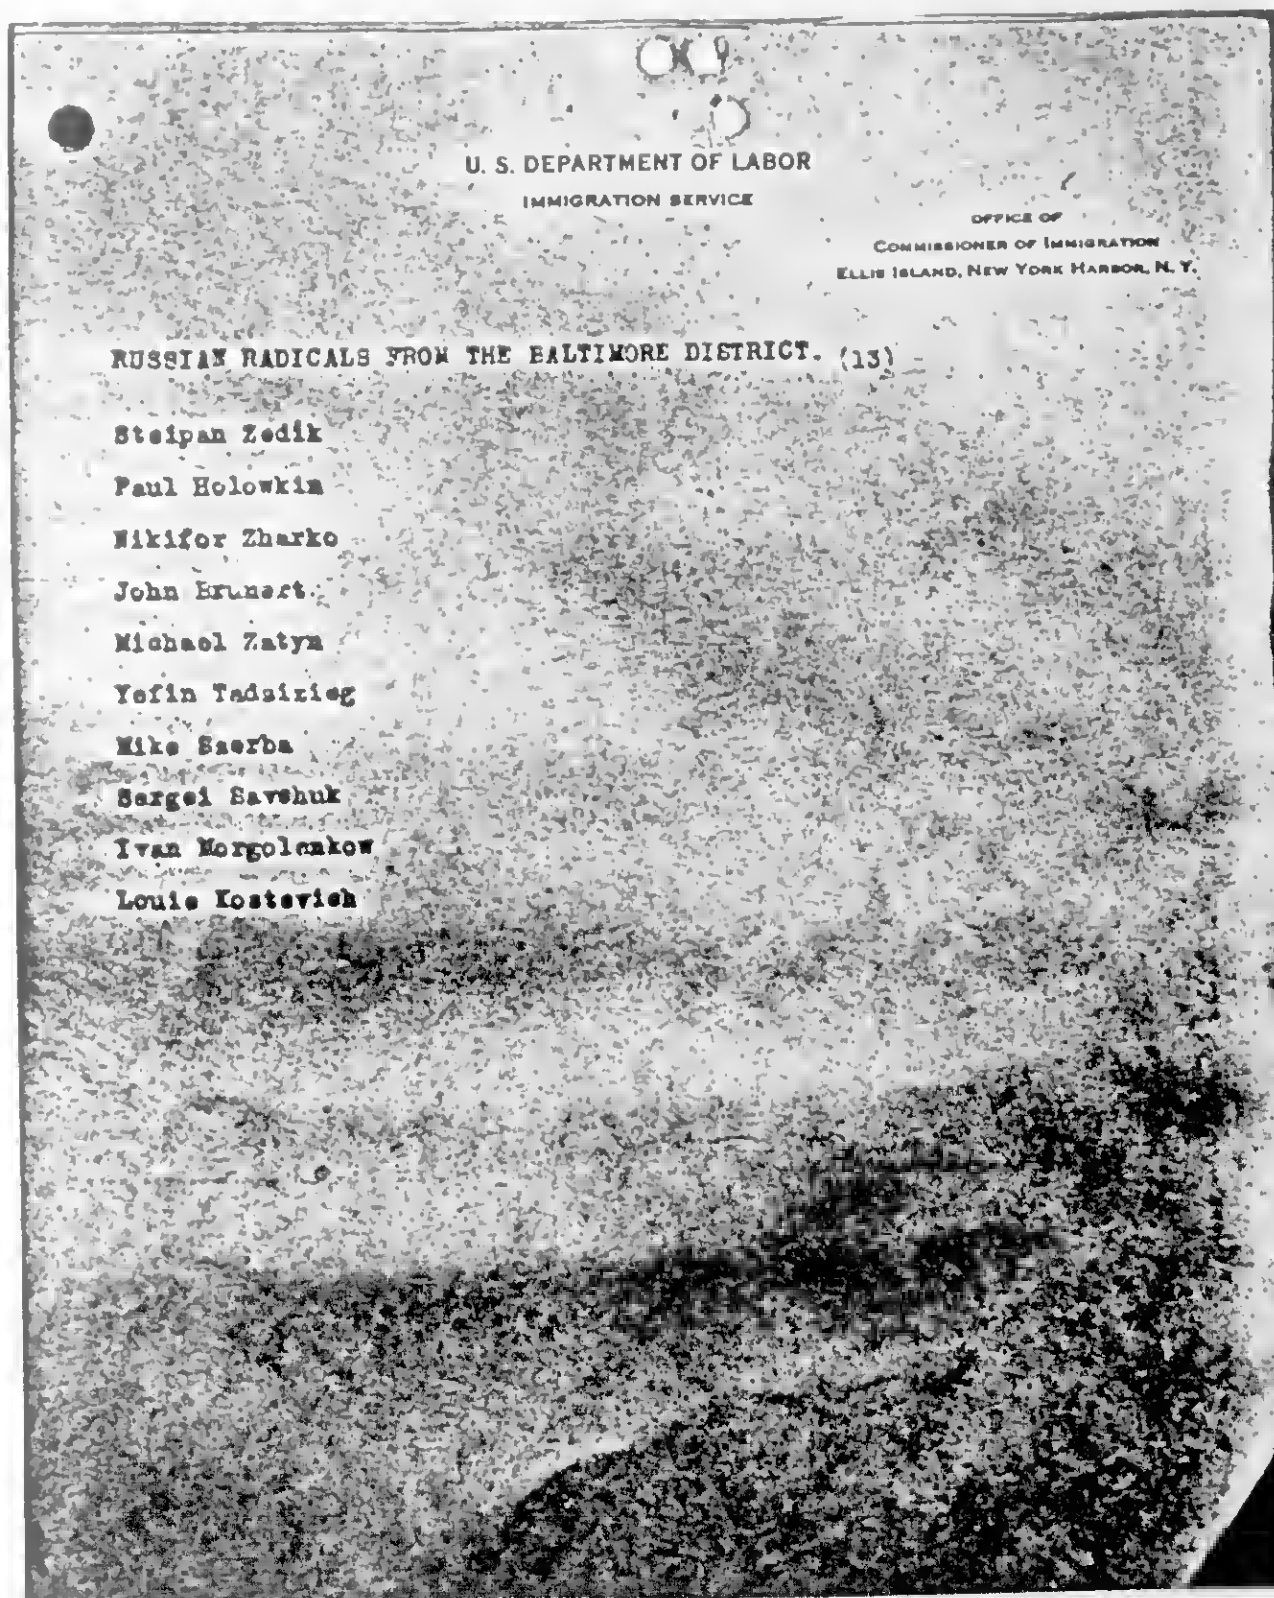 U. S. DEPARTMENT OF LABOR
IMMIGRATION SERVICE
OFFICE OF
COMMISSIONER OF IMMIGRATION
ELLIS ISLAND, NEW YORK HARBOR, N. Y.
RUSSIAN RADICALS FROM THE BALTIMORE DISTRICT. (13)
Steipan Zedik
Paul Holowkin
Nikifor Zharko
John Brunert
Michael Zatyn
Yefin Tadsizieg
Mike Saerba
Sergei Savchuk
Ivan Morgolenkow
Louis Kostevich